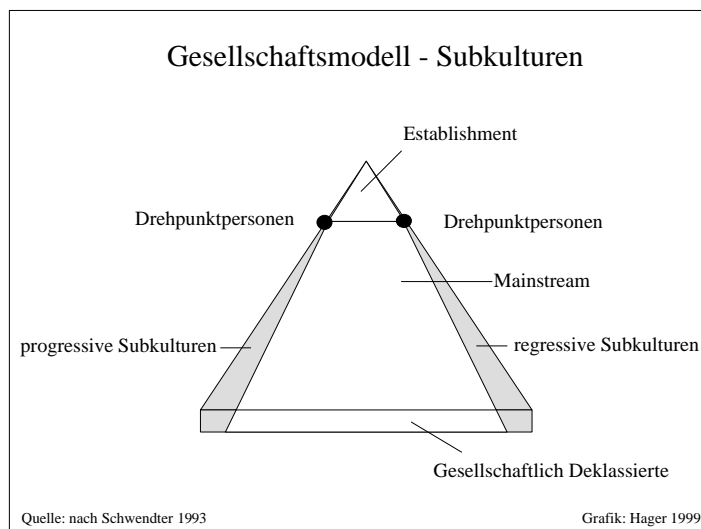 Gesellschaftsmodell - Subkulturen
Establishment
Drehpunktpersonen
Drehpunktpersonen
Mainstream
progressive Subkulturen
regressive Subkulturen
Gesellschaftlich Deklassierte
Quelle: nach Schwendter 1993
Grafik: Hager 1999